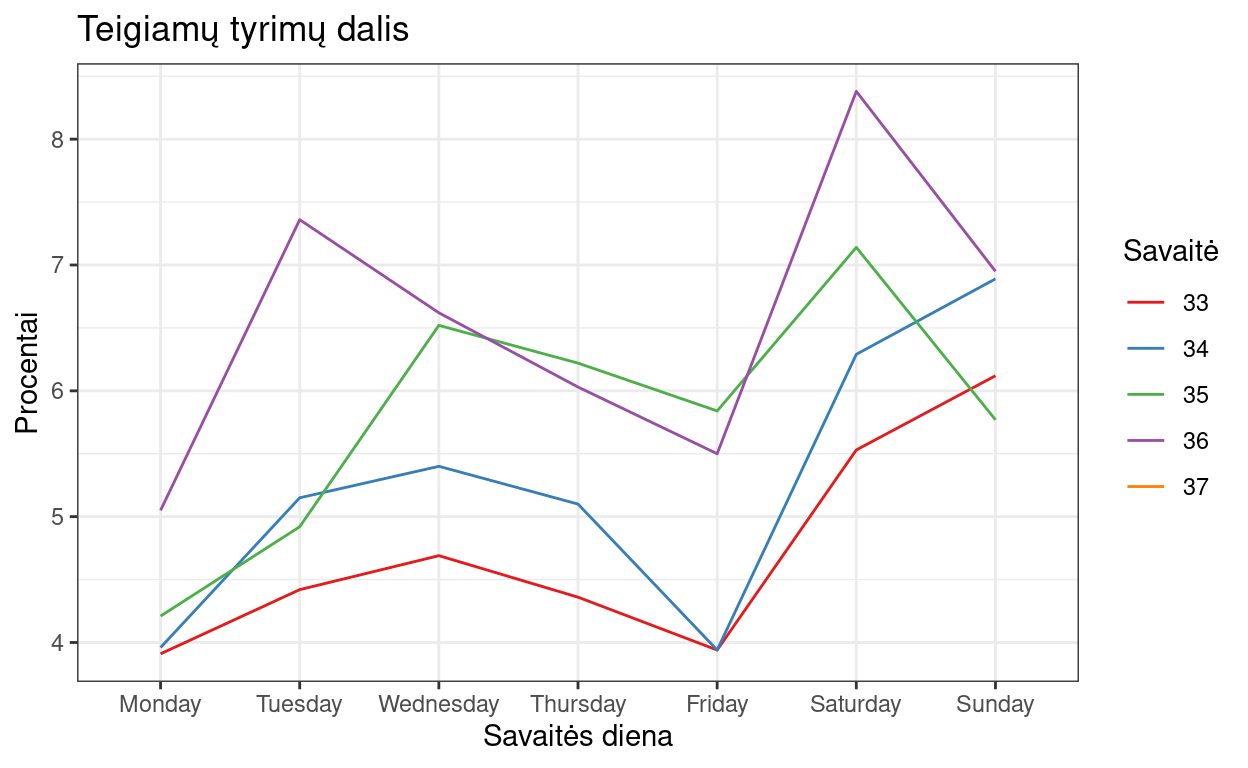 Teigiamų tyrimų dalis
Procentai
8
7
6
5
4
Monday Tuesday Wednesday Thursday Friday Saturday Sunday
Savaitės diena
Savaitė
33
34
35
36
37